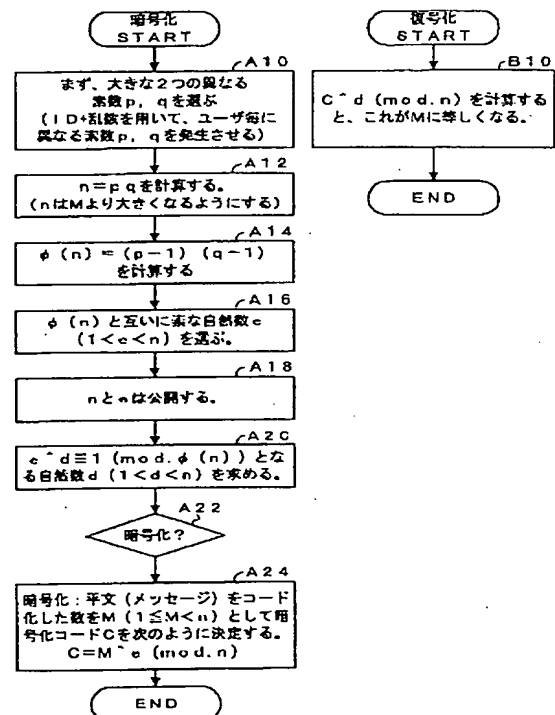 暗号化
START
A10
まず、大きな2つの異なる
素数p, qを選ぶ
(ID+乱数を用いて、ユーザ毎に
異なる素数p, qを発生させる)
A12
n=pqを計算する。
(nはMより大きくなるようにする)
A14
φ(n)=(p-1)(q-1)
を計算する
A16
φ(n)と互いに素な自然数e
(1<e<n)を選ぶ。
A18
nとeは公開する。
A20
e^d≡1(mod.φ(n))とな
る自然数d(1<d<n)を求める。
A22
暗号化?
A24
暗号化:平文(メッセージ)をコード
化した数をM(1≦M<n)として暗
号化コードCを次のように決定する。
C=M^e(mod.n)
END
復号化
START
B10
C^d(mod.n)を計算する
と、これがMに等しくなる。
END